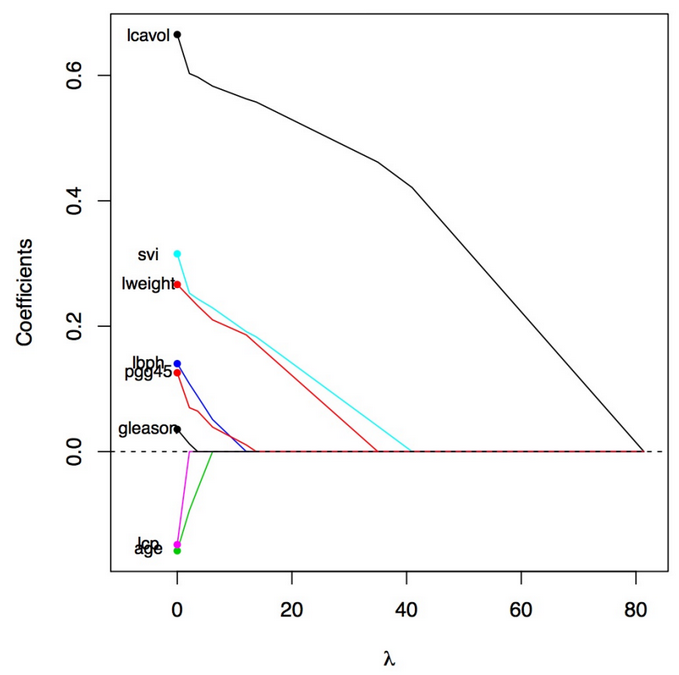 lcavol
svi
lweight
lbph
pgg45
gleason
lcp
age
0.6
0.4
0.2
0.0
Coefficients
0 20 40 60 80
λ